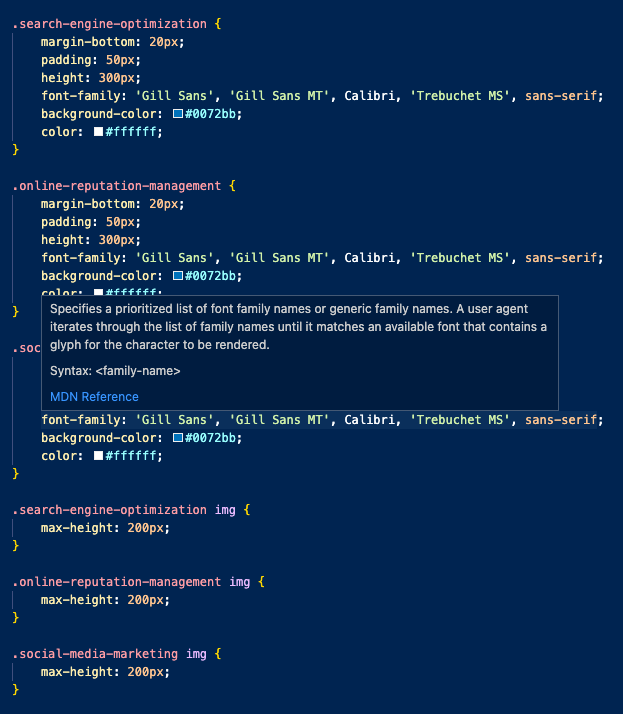 .search-engine-optimization {
margin-bottom: 20px;
padding: 50px;
height: 300px;
font-family: 'Gill Sans', 'Gill Sans MT', Calibri, 'Trebuchet MS', sans-serif;
background-color: #0072bb;
color: #ffffff;
}
.online-reputation-management {
margin-bottom: 20px;
padding: 50px;
height: 300px;
font-family: 'Gill Sans', 'Gill Sans MT', Calibri, 'Trebuchet MS', sans-serif;
background-color: #0072bb;
color: #ffffff;
}
Specifies a prioritized list of font family names or generic family names. A user agent
iterates through the list of family names until it matches an available font that contains a
glyph for the character to be rendered.
.soc
Syntax: <family-name>
MDN Reference
font-family: 'Gill Sans', 'Gill Sans MT', Calibri, 'Trebuchet MS', sans-serif;
background-color: #0072bb;
color: #ffffff;
}
.search-engine-optimization img {
max-height: 200px;
}
.online-reputation-management img {
max-height: 200px;
}
.social-media-marketing img {
max-height: 200px;
}